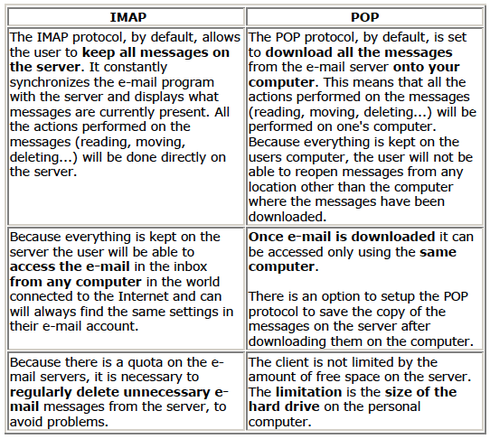 IMAP
POP
The IMAP protocol, by default, allows
the user to keep all messages on
the server. It constantly
synchronizes the e-mail program
with the server and displays what
messages are currently present. All
the actions performed on the
messages (reading, moving,
deleting...) will be done directly on
the server.
The POP protocol, by default, is set
to download all the messages
from the e-mail server onto your
computer. This means that all the
actions performed on the messages
(reading, moving, deleting...) will be
performed on one's computer.
Because everything is kept on the
users computer, the user will not be
able to reopen messages from any
location other than the computer
where the messages have been
downloaded.
Because everything is kept on the
server the user will be able to
access the e-mail in the inbox
from any computer in the world
connected to the Internet and can
will always find the same settings in
their e-mail account.
Once e-mail is downloaded it can
be accessed only using the same
computer.
There is an option to setup the POP
protocol to save the copy of the
messages on the server after
downloading them on the computer.
Because there is a quota on the e-
mail servers, it is necessary to
regularly delete unnecessary e-
mail messages from the server, to
avoid problems.
The client is not limited by the
amount of free space on the server.
The limitation is the size of the
hard drive on the personal
computer.